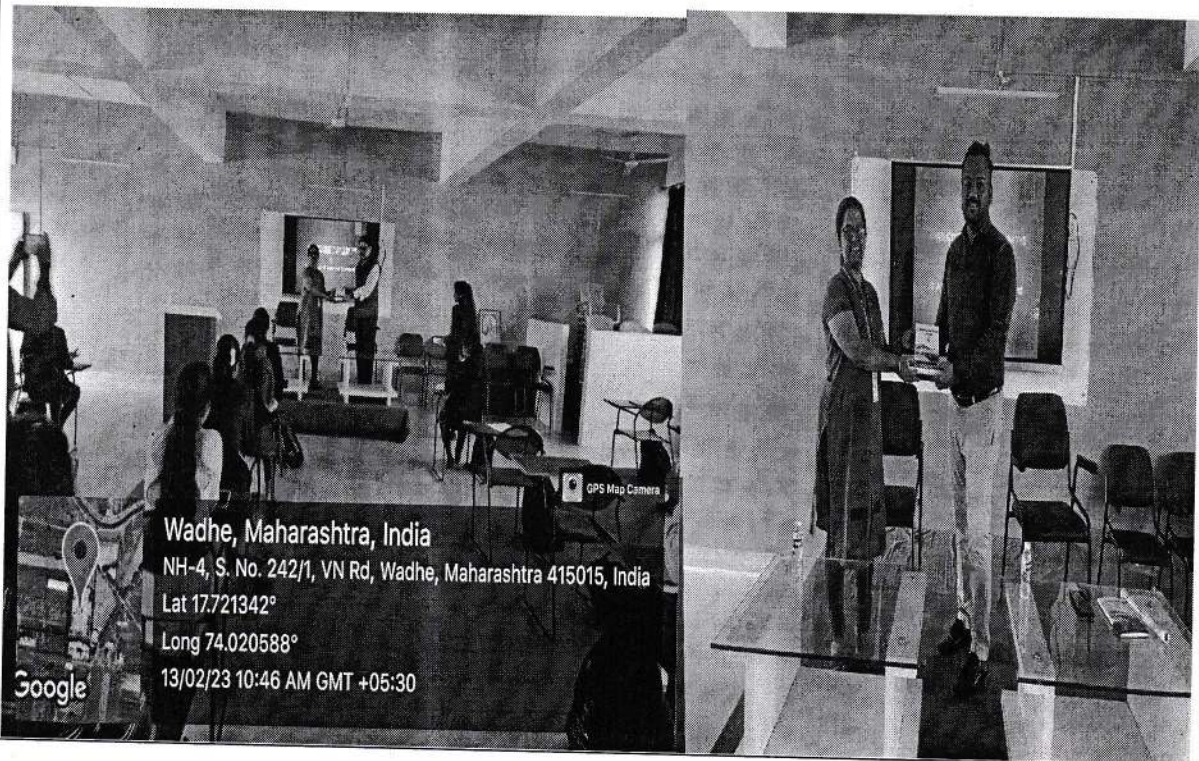 GPS Map Camera
Wadhe, Maharashtra, India
NH-4, S. No. 242/1, VN Rd, Wadhe, Maharashtra 415015, India
Lat 17.721342°
Long 74.020588°
13/02/23 10:46 AM GMT +05:30
Google